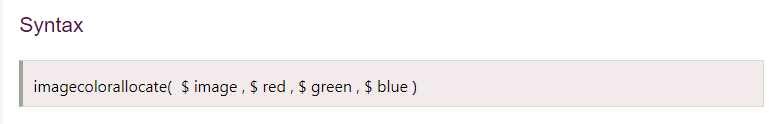 Syntax
imagecolorallocate(  $ image , $ red , $ green , $ blue )